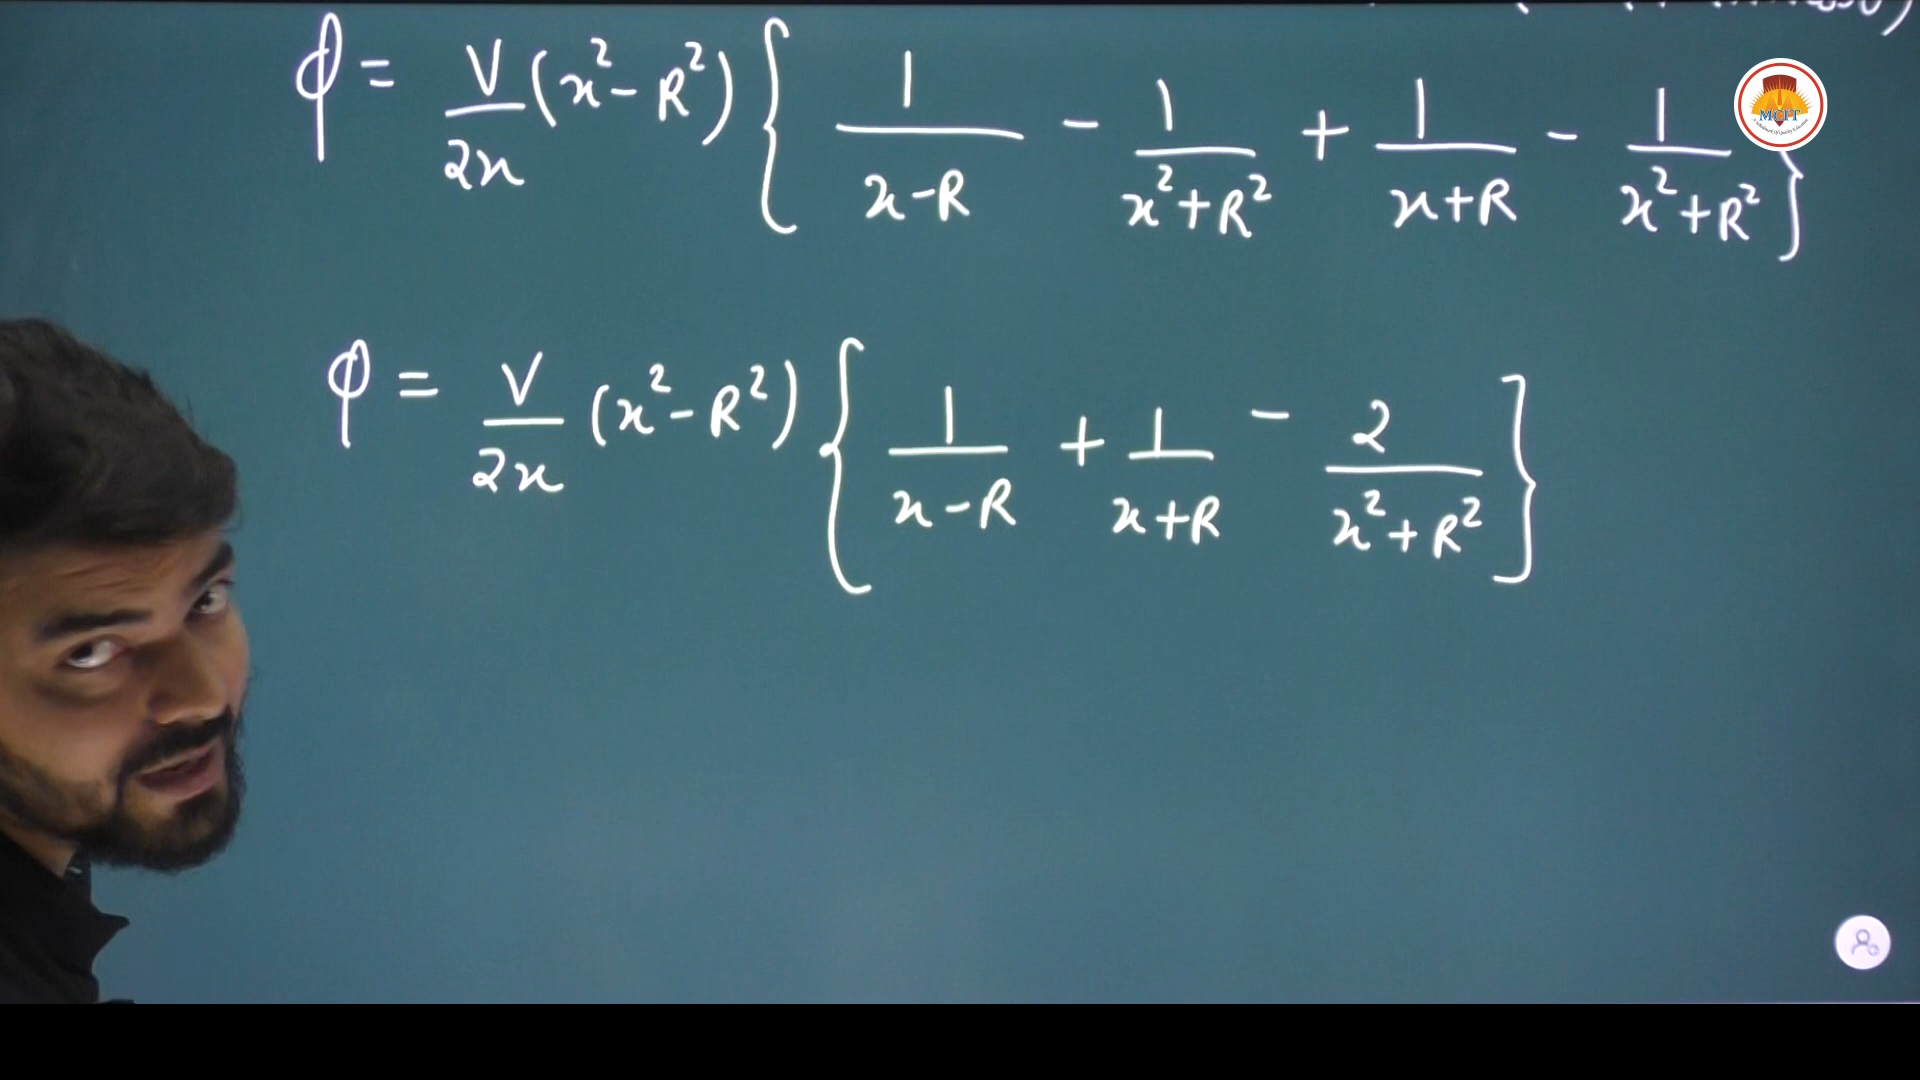 φ = V/2x (x² - R²) { 1/(x-R) - 1/(x²+R²) + 1/(x+R) - 1/(x²+R²) }
MCPT
φ = V/2x (x² - R²) { 1/(x-R) + 1/(x+R) - 2/(x²+R²) }